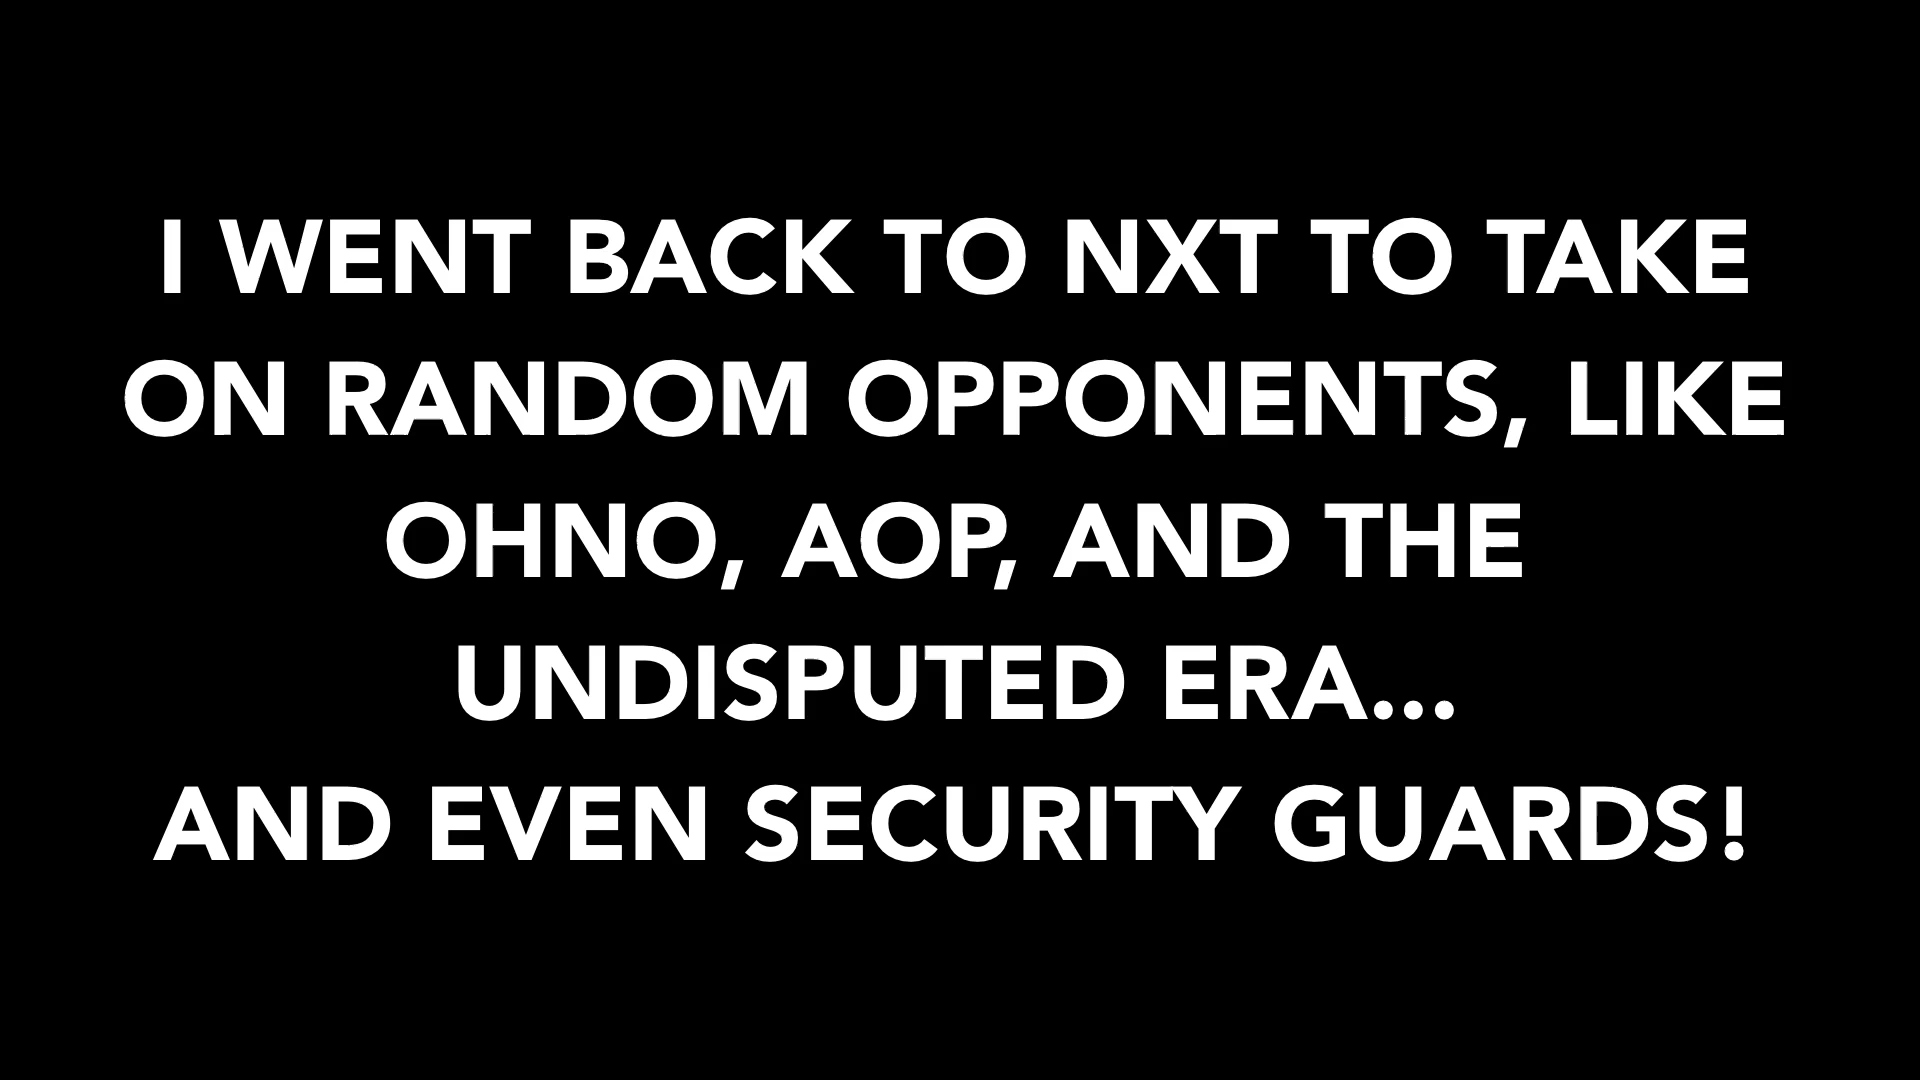 I WENT BACK TO NXT TO TAKE
ON RANDOM OPPONENTS, LIKE
OHNO, AOP, AND THE
UNDISPUTED ERA...
AND EVEN SECURITY GUARDS!